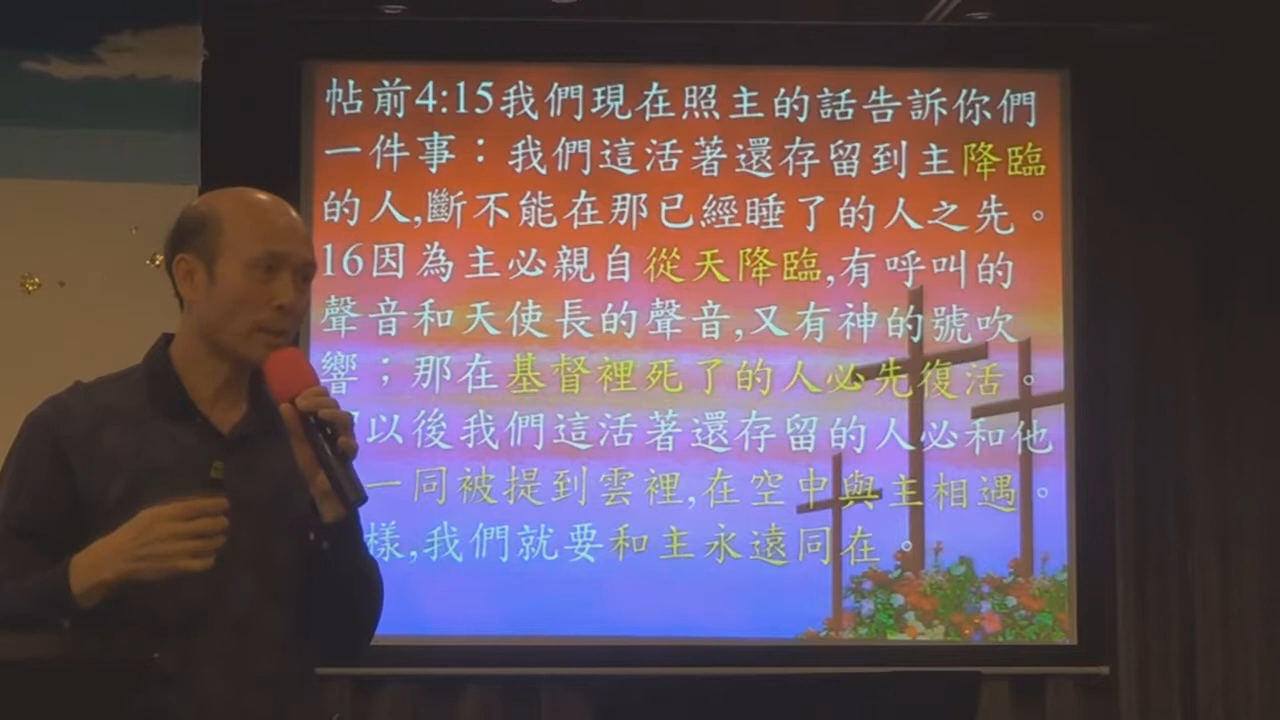 帖前4:15我們現在照主的話告訴你們
一件事：我們這活著還存留到主降臨
的人,斷不能在那已經睡了的人之先。
16因為主必親自從天降臨,有呼叫的
聲音和天使長的聲音,又有神的號吹
響；那在基督裡死了的人必先復活。
以後我們這活著還存留的人必和他
一同被提到雲裡,在空中與主相遇。
樣,我們就要和主永遠同在。